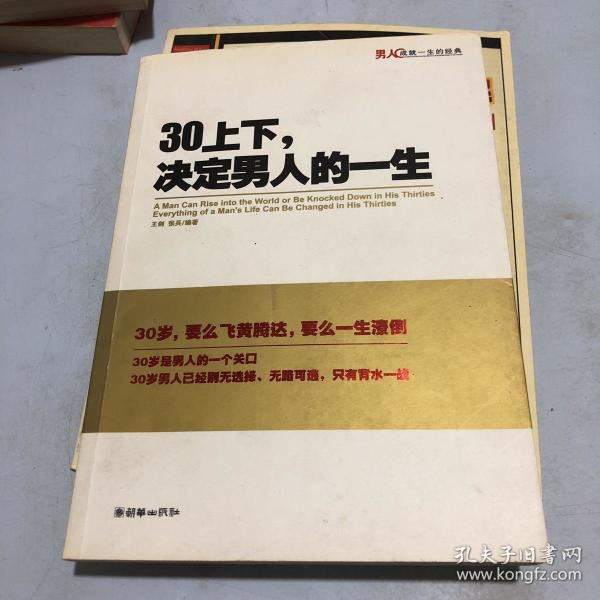 男人成就一生的经典
30上下，
决定男人的一生
A Man Can Rise into the World or Be Knocked Down in His Thirties
Everything of a Man's Life Can Be Changed in His Thirties
王剑 张兵/编著
30岁，要么飞黄腾达，要么一生潦倒
30岁是男人的一个关口
30岁男人已经别无选择、无路可逃，只有背水一战
朝华出版社
孔夫子旧书网
www.kongfz.com